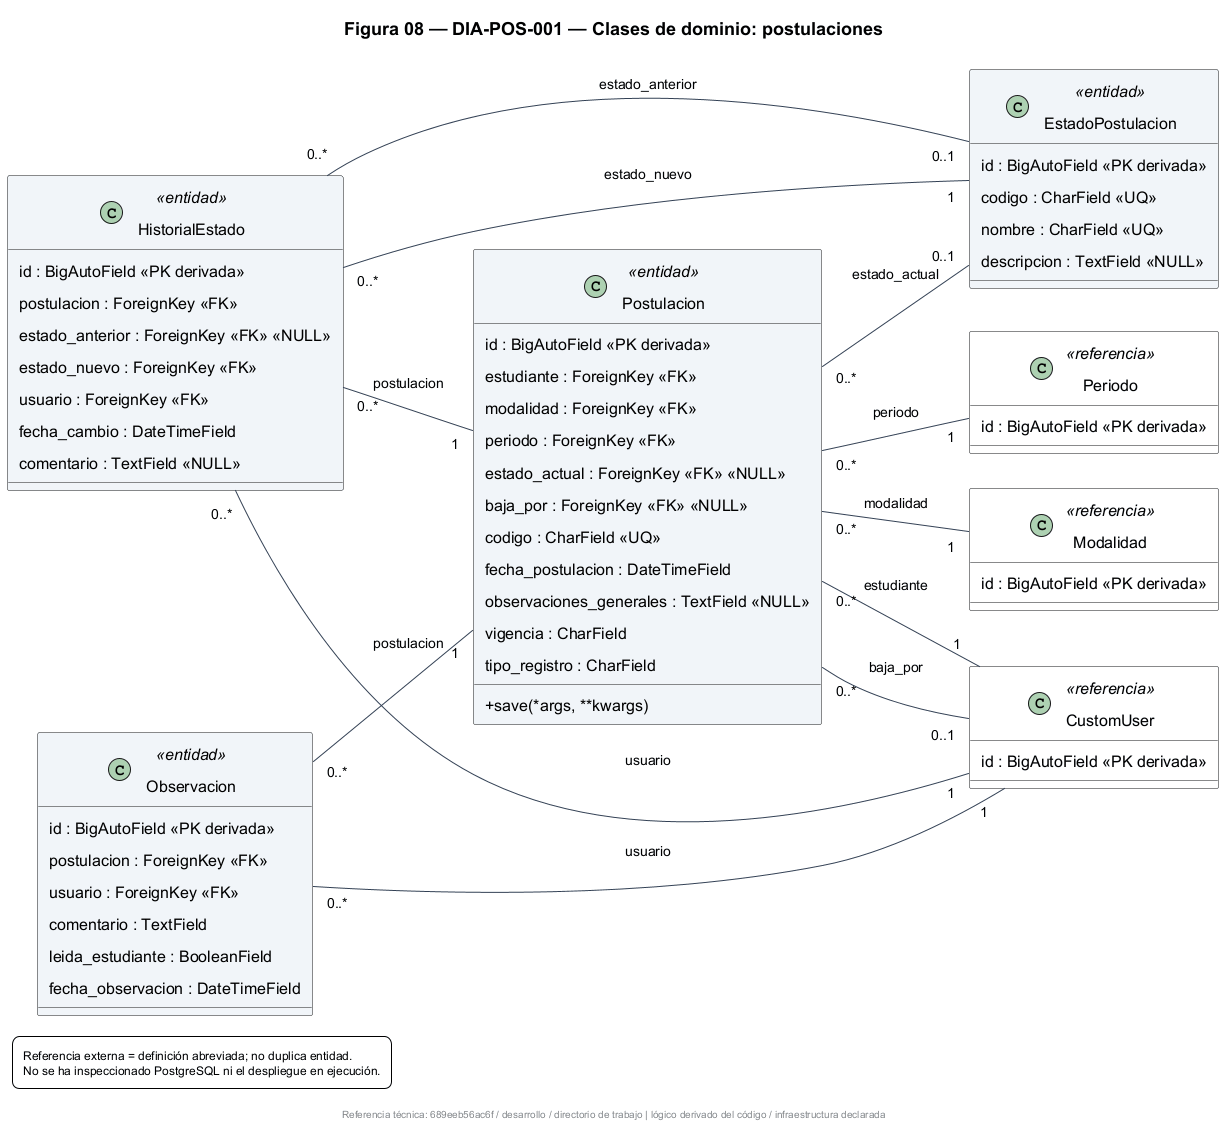 Figura 08 — DIA-POS-001 — Clases de dominio: postulaciones
«entidad»
C
HistorialEstado
id : BigAutoField «PK derivada»
postulacion : ForeignKey «FK»
estado_anterior : ForeignKey «FK» «NULL»
estado_nuevo : ForeignKey «FK»
usuario : ForeignKey «FK»
fecha_cambio : DateTimeField
comentario : TextField «NULL»
«entidad»
C
Observacion
id : BigAutoField «PK derivada»
postulacion : ForeignKey «FK»
usuario : ForeignKey «FK»
comentario : TextField
leida_estudiante : BooleanField
fecha_observacion : DateTimeField
«entidad»
C
Postulacion
id : BigAutoField «PK derivada»
estudiante : ForeignKey «FK»
modalidad : ForeignKey «FK»
periodo : ForeignKey «FK»
estado_actual : ForeignKey «FK» «NULL»
baja_por : ForeignKey «FK» «NULL»
codigo : CharField «UQ»
fecha_postulacion : DateTimeField
observaciones_generales : TextField «NULL»
vigencia : CharField
tipo_registro : CharField
+save(*args, **kwargs)
«entidad»
C
EstadoPostulacion
id : BigAutoField «PK derivada»
codigo : CharField «UQ»
nombre : CharField «UQ»
descripcion : TextField «NULL»
«referencia»
C
Periodo
id : BigAutoField «PK derivada»
«referencia»
C
Modalidad
id : BigAutoField «PK derivada»
«referencia»
C
CustomUser
id : BigAutoField «PK derivada»
estado_anterior
0..*
0..1
estado_nuevo
0..*
1
postulacion
0..*
1
estado_actual
0..*
0..1
periodo
0..*
1
modalidad
0..*
1
estudiante
0..*
1
baja_por
0..*
0..1
postulacion
0..*
1
usuario
0..*
1
usuario
0..*
1
Referencia externa = definición abreviada; no duplica entidad.
No se ha inspeccionado PostgreSQL ni el despliegue en ejecución.
Referencia técnica: 689eeb56ac6f / desarrollo / directorio de trabajo | lógico derivado del código / infraestructura declarada